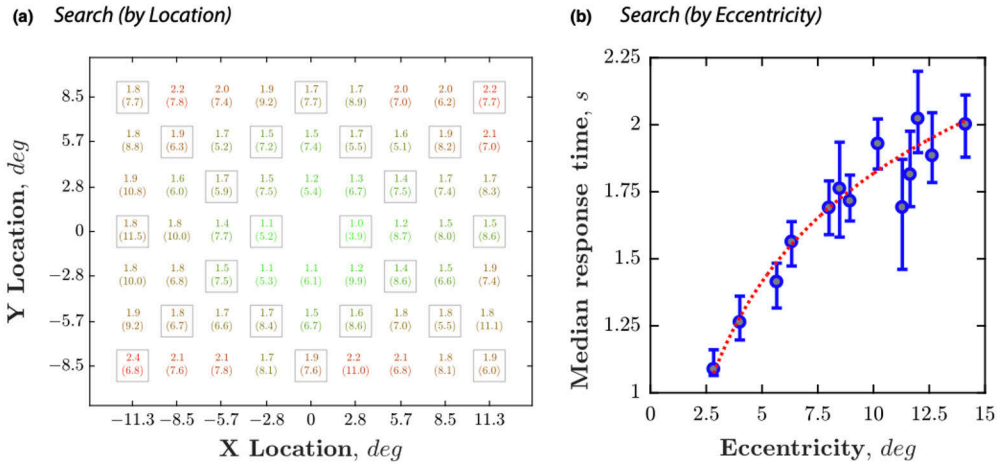 (a) Search (by Location)
8.5
1.8 2.2 2.0 1.9 1.7 1.7 2.0 2.0 2.2
(7.7) (7.8) (7.4) (9.2) (7.7) (8.9) (7.0) (6.2) (7.7)
5.7
1.8 1.9 1.7 1.5 1.5 1.7 1.6 1.9 2.1
(8.8) (6.3) (5.2) (7.2) (7.4) (5.5) (5.1) (8.2) (7.0)
2.8
1.9 1.6 1.7 1.5 1.2 1.3 1.4 1.7 1.7
(10.8) (6.0) (5.9) (7.5) (5.4) (6.7) (7.5) (7.4) (8.3)
0
1.8 1.8 1.4 1.1 1.0 1.2 1.5 1.5
(11.5) (10.0) (7.7) (5.2) (3.9) (8.7) (8.0) (8.6)
−2.8
1.8 1.8 1.5 1.1 1.1 1.2 1.4 1.5 1.9
(10.0) (6.8) (7.5) (5.3) (6.1) (9.9) (8.6) (6.6) (7.4)
−5.7
1.9 1.8 1.7 1.7 1.5 1.6 1.8 1.8 1.8
(9.2) (6.7) (6.6) (8.4) (6.7) (8.6) (7.0) (5.5) (11.1)
−8.5
2.4 2.1 2.1 1.7 1.9 2.2 2.1 1.8 1.9
(6.8) (7.6) (7.8) (8.1) (7.6) (11.0) (6.8) (8.1) (6.0)
Y Location, deg
−11.3 −8.5 −5.7 −2.8 0 2.8 5.7 8.5 11.3
X Location, deg
(b) Search (by Eccentricity)
Median response time, s
2.25
2
1.75
1.5
1.25
1
0 2.5 5 7.5 10 12.5 15
Eccentricity, deg